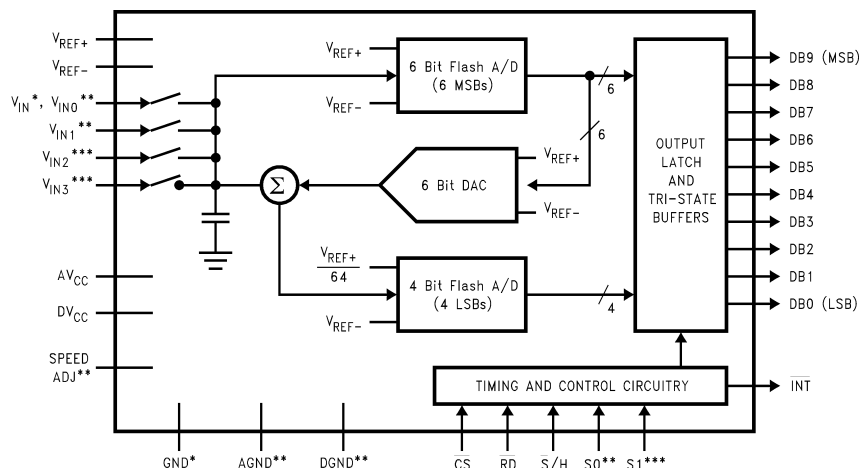 VREF+
VREF-
VIN*, VIN0**
VIN1**
VIN2***
VIN3***
AVCC
DVCC
SPEED
ADJ**
VREF+
VREF-
6 Bit Flash A/D
(6 MSBs)
6
6
VREF+
6 Bit DAC
VREF-
Σ
VREF+
64
VREF-
4 Bit Flash A/D
(4 LSBs)
4
OUTPUT
LATCH
AND
TRI-STATE
BUFFERS
DB9 (MSB)
DB8
DB7
DB6
DB5
DB4
DB3
DB2
DB1
DB0 (LSB)
TIMING AND CONTROL CIRCUITRY
I̅N̅T̅
GND*
AGND**
DGND**
C̅S̅
R̅D̅
S̅/H
S0**
S1***